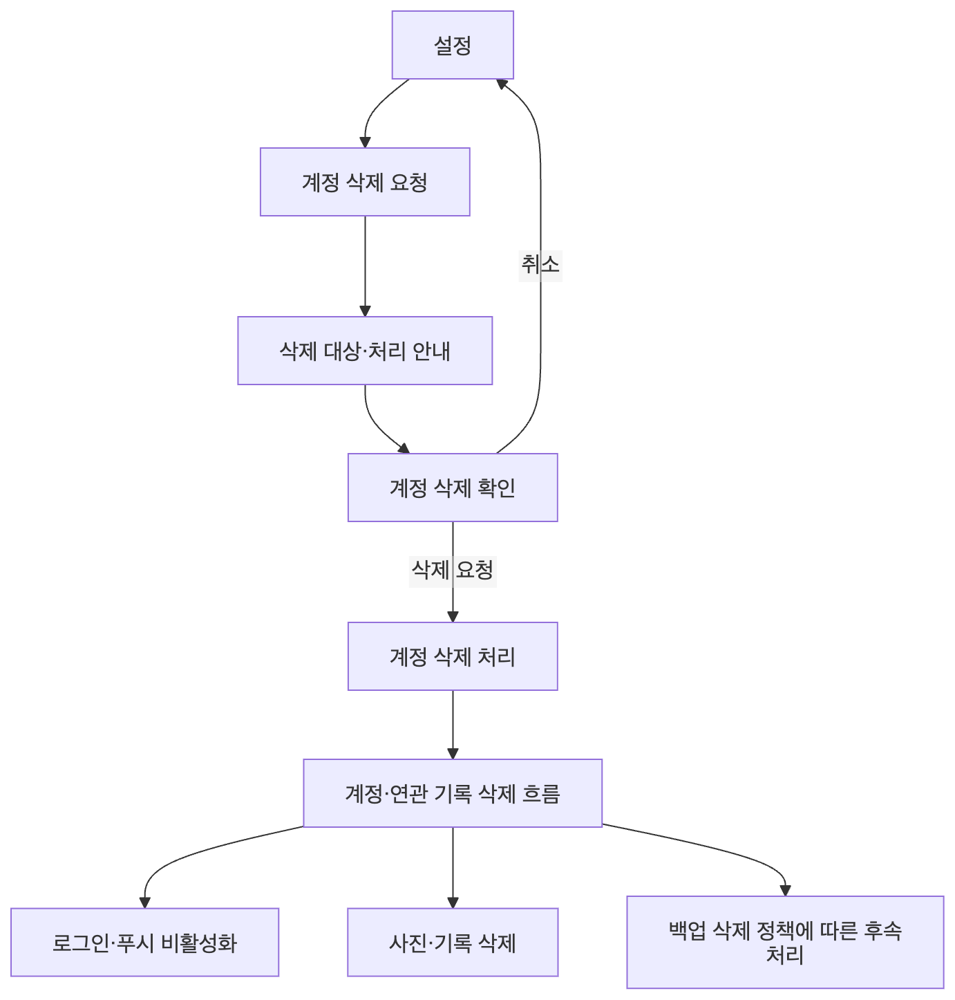 설정
계정 삭제 요청
취소
삭제 대상·처리 안내
계정 삭제 확인
삭제 요청
계정 삭제 처리
계정·연관 기록 삭제 흐름
로그인·푸시 비활성화
사진·기록 삭제
백업 삭제 정책에 따른 후속
처리